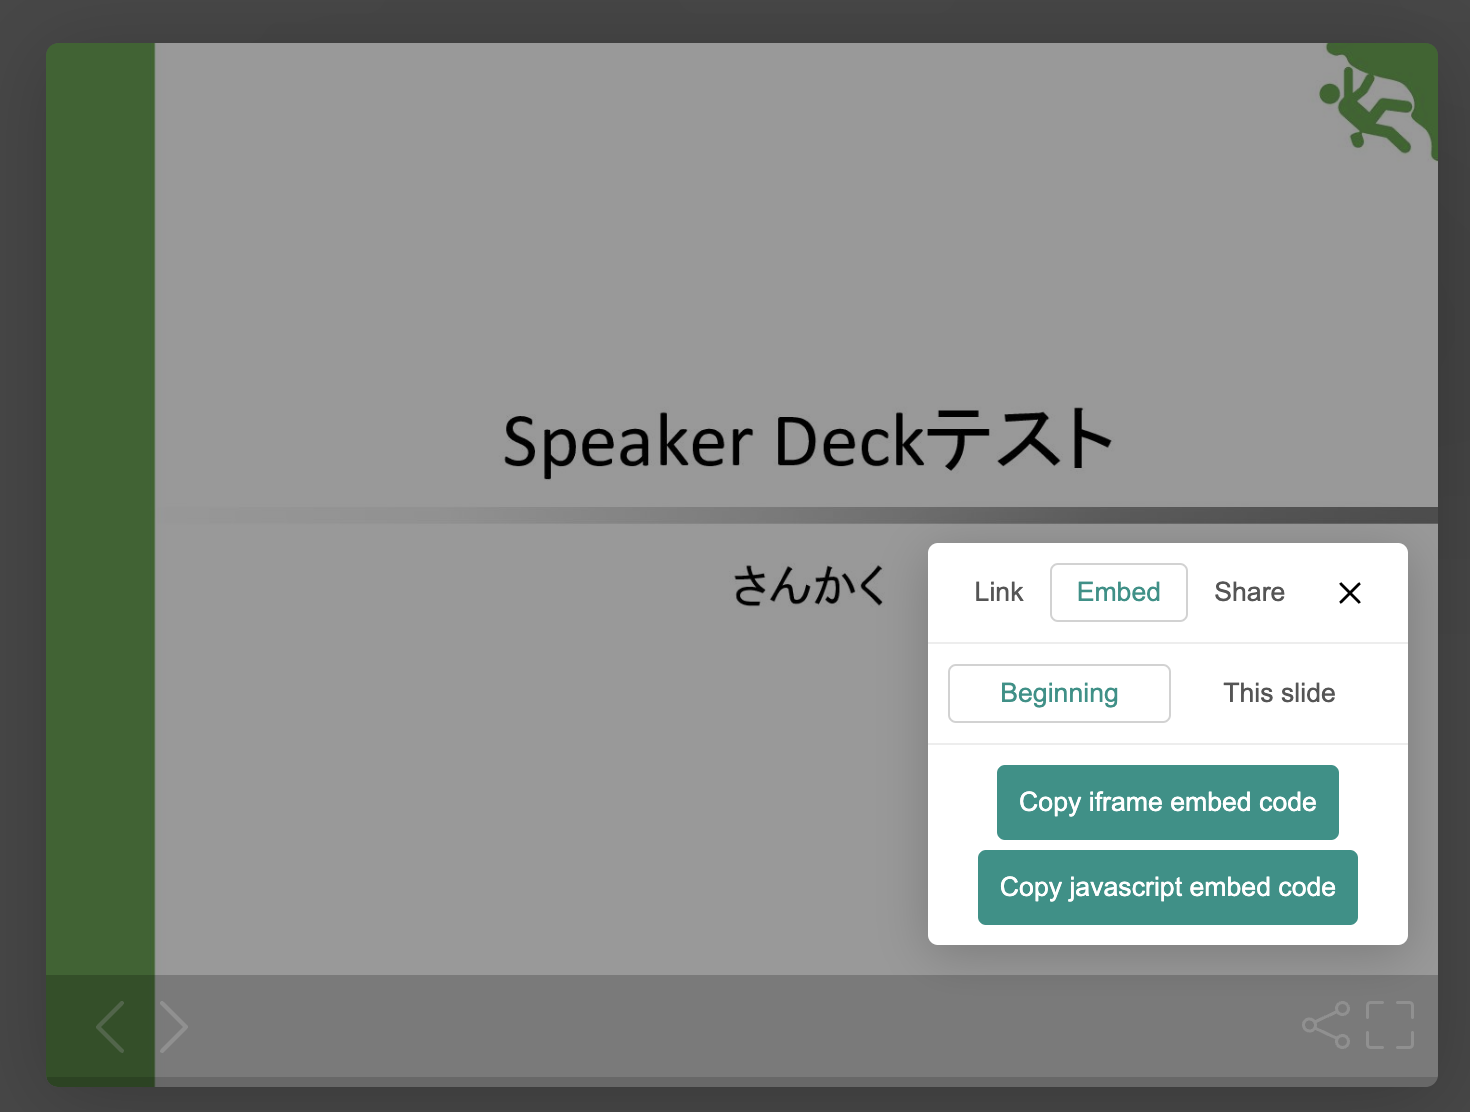 Speaker Deckテスト
さんかく
Link Embed Share
Beginning This slide
Copy iframe embed code
Copy javascript embed code